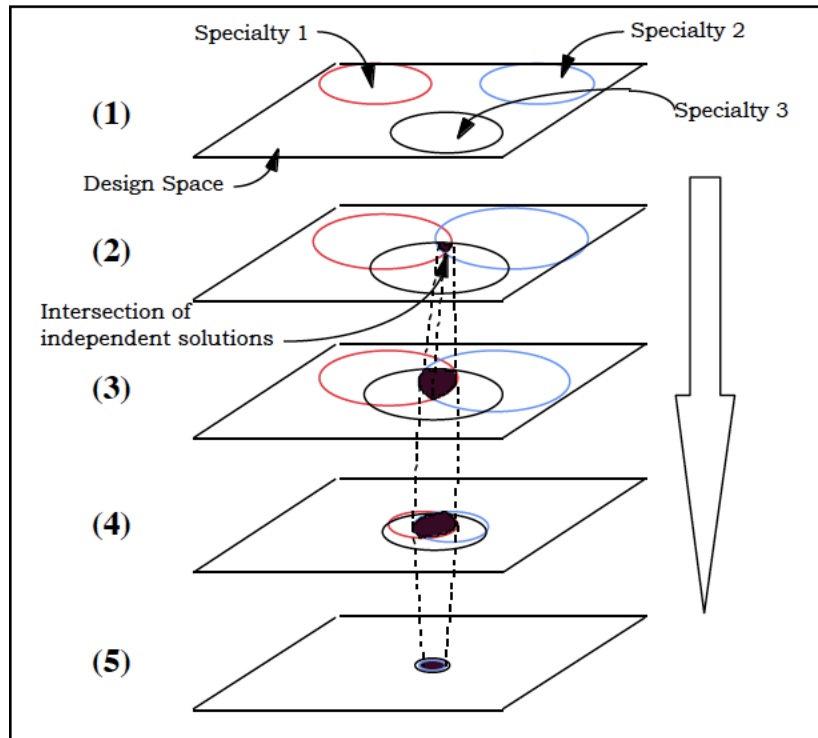 Specialty 1
Specialty 2
(1)
Specialty 3
Design Space
(2)
Intersection of
independent solutions
(3)
(4)
(5)